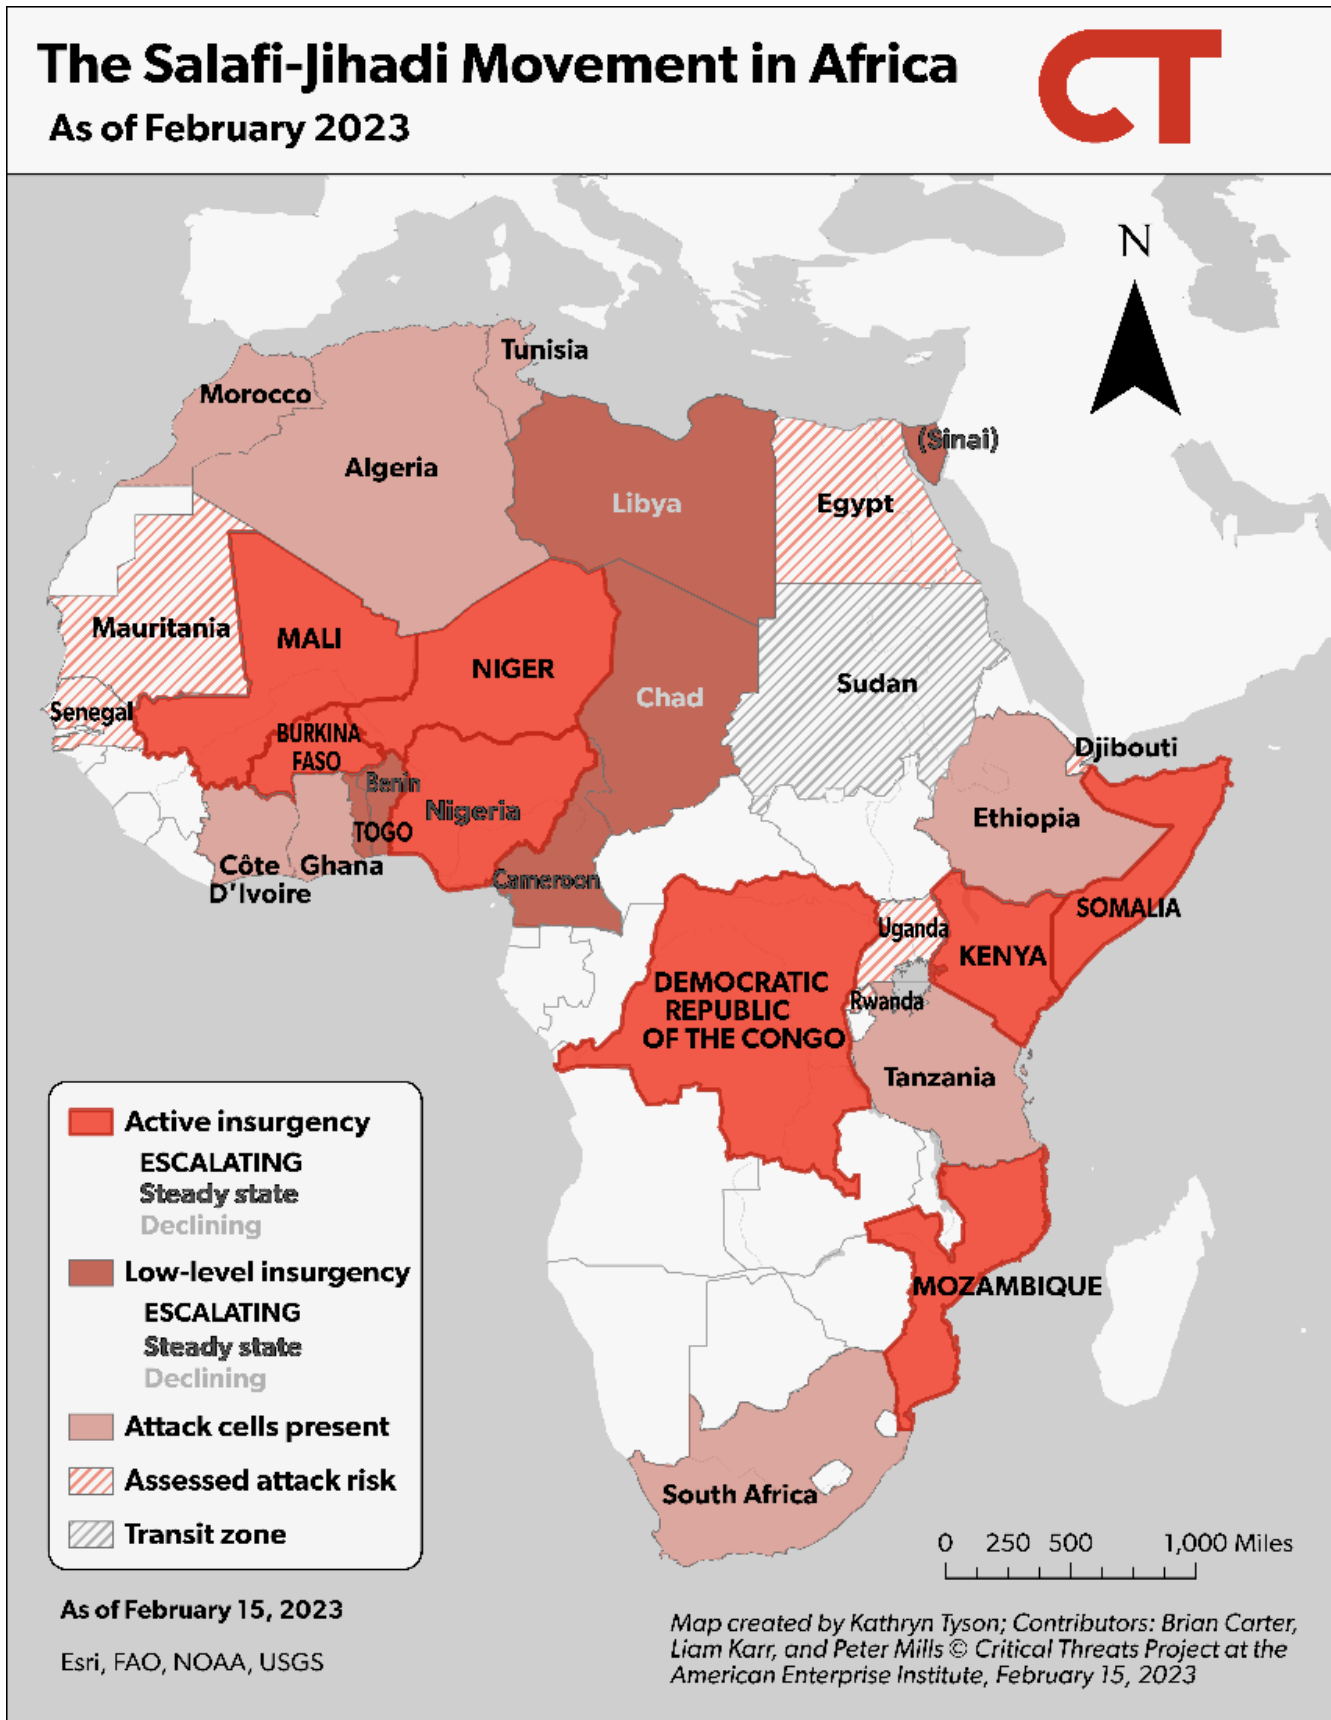 The Salafi-Jihadi Movement in Africa
As of February 2023
CT
N
Tunisia
Morocco
(Sinai)
Algeria
Libya
Egypt
Mauritania
MALI
NIGER
Sudan
Chad
Senegal
BURKINA
FASO
Djibouti
Benin
Nigeria
Ethiopia
TOGO
Côte
D'Ivoire
Ghana
Cameroon
SOMALIA
Uganda
KENYA
DEMOCRATIC
REPUBLIC
OF THE CONGO
Rwanda
Tanzania
MOZAMBIQUE
South Africa
Active insurgency
ESCALATING
Steady state
Declining
Low-level insurgency
ESCALATING
Steady state
Declining
Attack cells present
Assessed attack risk
Transit zone
0 250 500 1,000 Miles
As of February 15, 2023
Esri, FAO, NOAA, USGS
Map created by Kathryn Tyson; Contributors: Brian Carter,
Liam Karr, and Peter Mills © Critical Threats Project at the
American Enterprise Institute, February 15, 2023